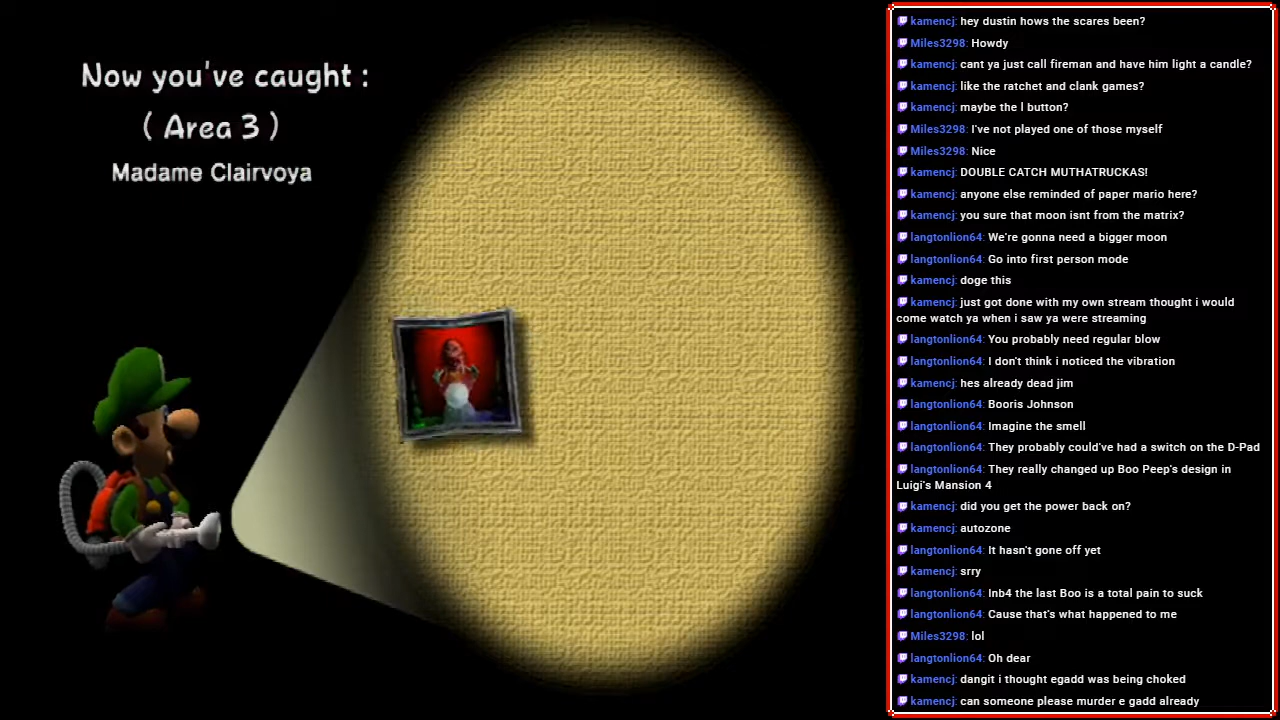 Now you've caught :
( Area 3 )
Madame Clairvoya
kamencj: hey dustin hows the scares been?
Miles3298: Howdy
kamencj: cant ya just call fireman and have him light a candle?
kamencj: like the ratchet and clank games?
kamencj: maybe the l button?
Miles3298: I've not played one of those myself
Miles3298: Nice
kamencj: DOUBLE CATCH MUTHATRUCKAS!
kamencj: anyone else reminded of paper mario here?
kamencj: you sure that moon isnt from the matrix?
langtonlion64: We're gonna need a bigger moon
langtonlion64: Go into first person mode
kamencj: doge this
kamencj: just got done with my own stream thought i would
come watch ya when i saw ya were streaming
langtonlion64: You probably need regular blow
langtonlion64: I don't think i noticed the vibration
kamencj: hes already dead jim
langtonlion64: Booris Johnson
langtonlion64: Imagine the smell
langtonlion64: They probably could've had a switch on the D-Pad
langtonlion64: They really changed up Boo Peep's design in
Luigi's Mansion 4
kamencj: did you get the power back on?
kamencj: autozone
langtonlion64: It hasn't gone off yet
kamencj: srry
langtonlion64: Inb4 the last Boo is a total pain to suck
langtonlion64: Cause that's what happened to me
Miles3298: lol
langtonlion64: Oh dear
kamencj: dangit i thought egadd was being choked
kamencj: can someone please murder e gadd already